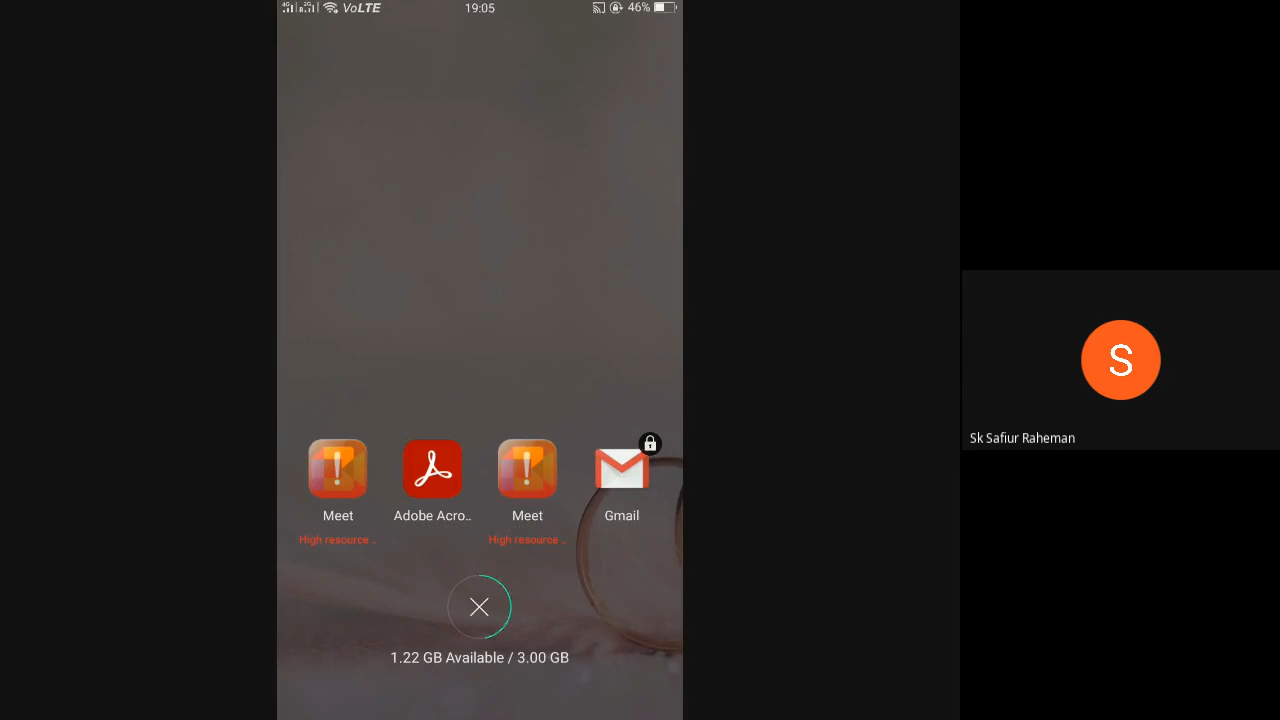 VoLTE 19:05 46%
Meet Adobe Acro.. Meet Gmail
High resource .. High resource ..
1.22 GB Available / 3.00 GB
S
Sk Safiur Raheman